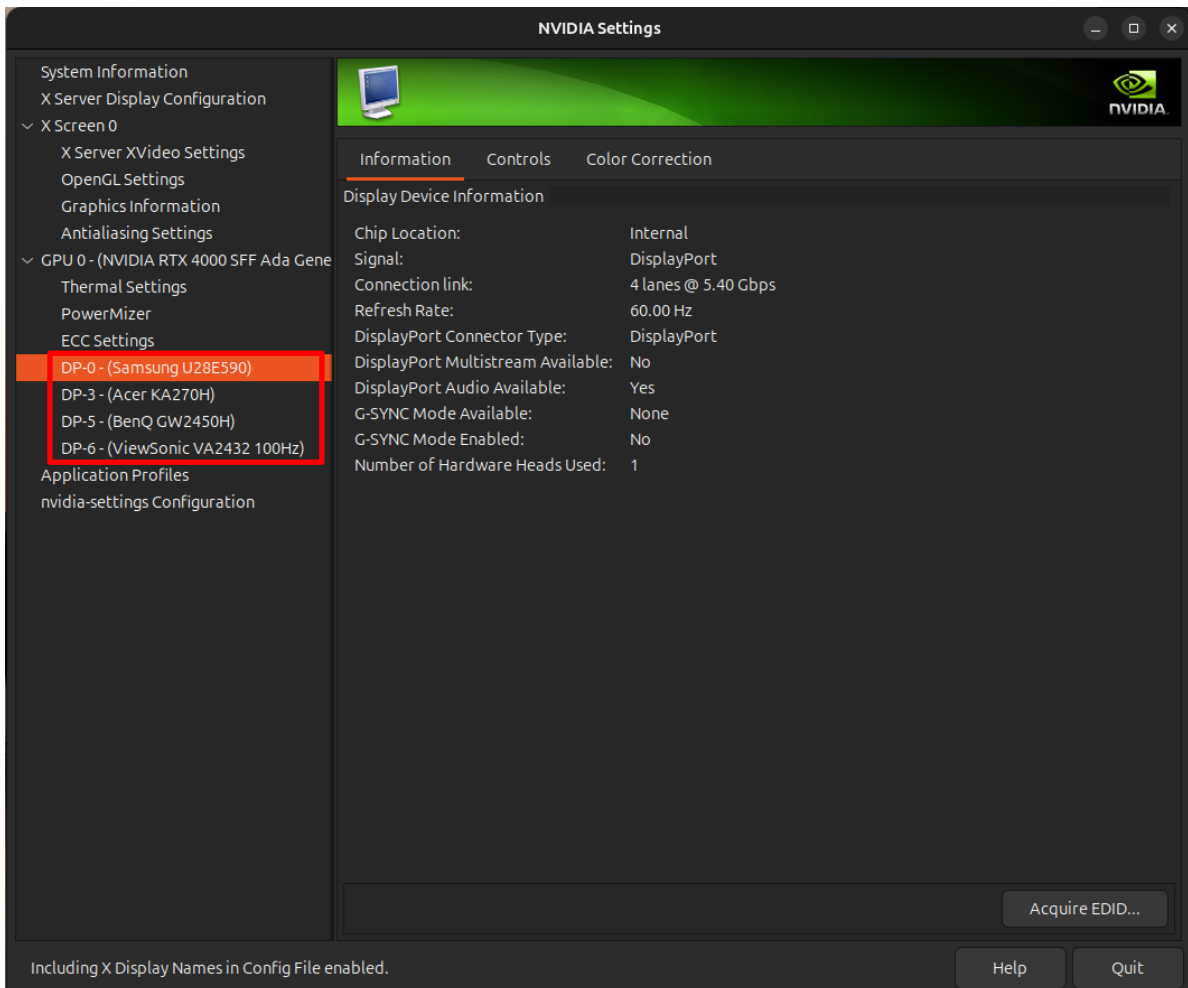 NVIDIA Settings
System Information
X Server Display Configuration
X Screen 0
X Server XVideo Settings
OpenGL Settings
Graphics Information
Antialiasing Settings
GPU 0 - (NVIDIA RTX 4000 SFF Ada Gene
Thermal Settings
PowerMizer
ECC Settings
DP-0 - (Samsung U28E590)
DP-3 - (Acer KA270H)
DP-5 - (BenQ GW2450H)
DP-6 - (ViewSonic VA2432 100Hz)
Application Profiles
nvidia-settings Configuration
NVIDIA.
Information Controls Color Correction
Display Device Information
Chip Location: Internal
Signal: DisplayPort
Connection link: 4 lanes @ 5.40 Gbps
Refresh Rate: 60.00 Hz
DisplayPort Connector Type: DisplayPort
DisplayPort Multistream Available: No
DisplayPort Audio Available: Yes
G-SYNC Mode Available: None
G-SYNC Mode Enabled: No
Number of Hardware Heads Used: 1
Acquire EDID...
Including X Display Names in Config File enabled.
Help Quit